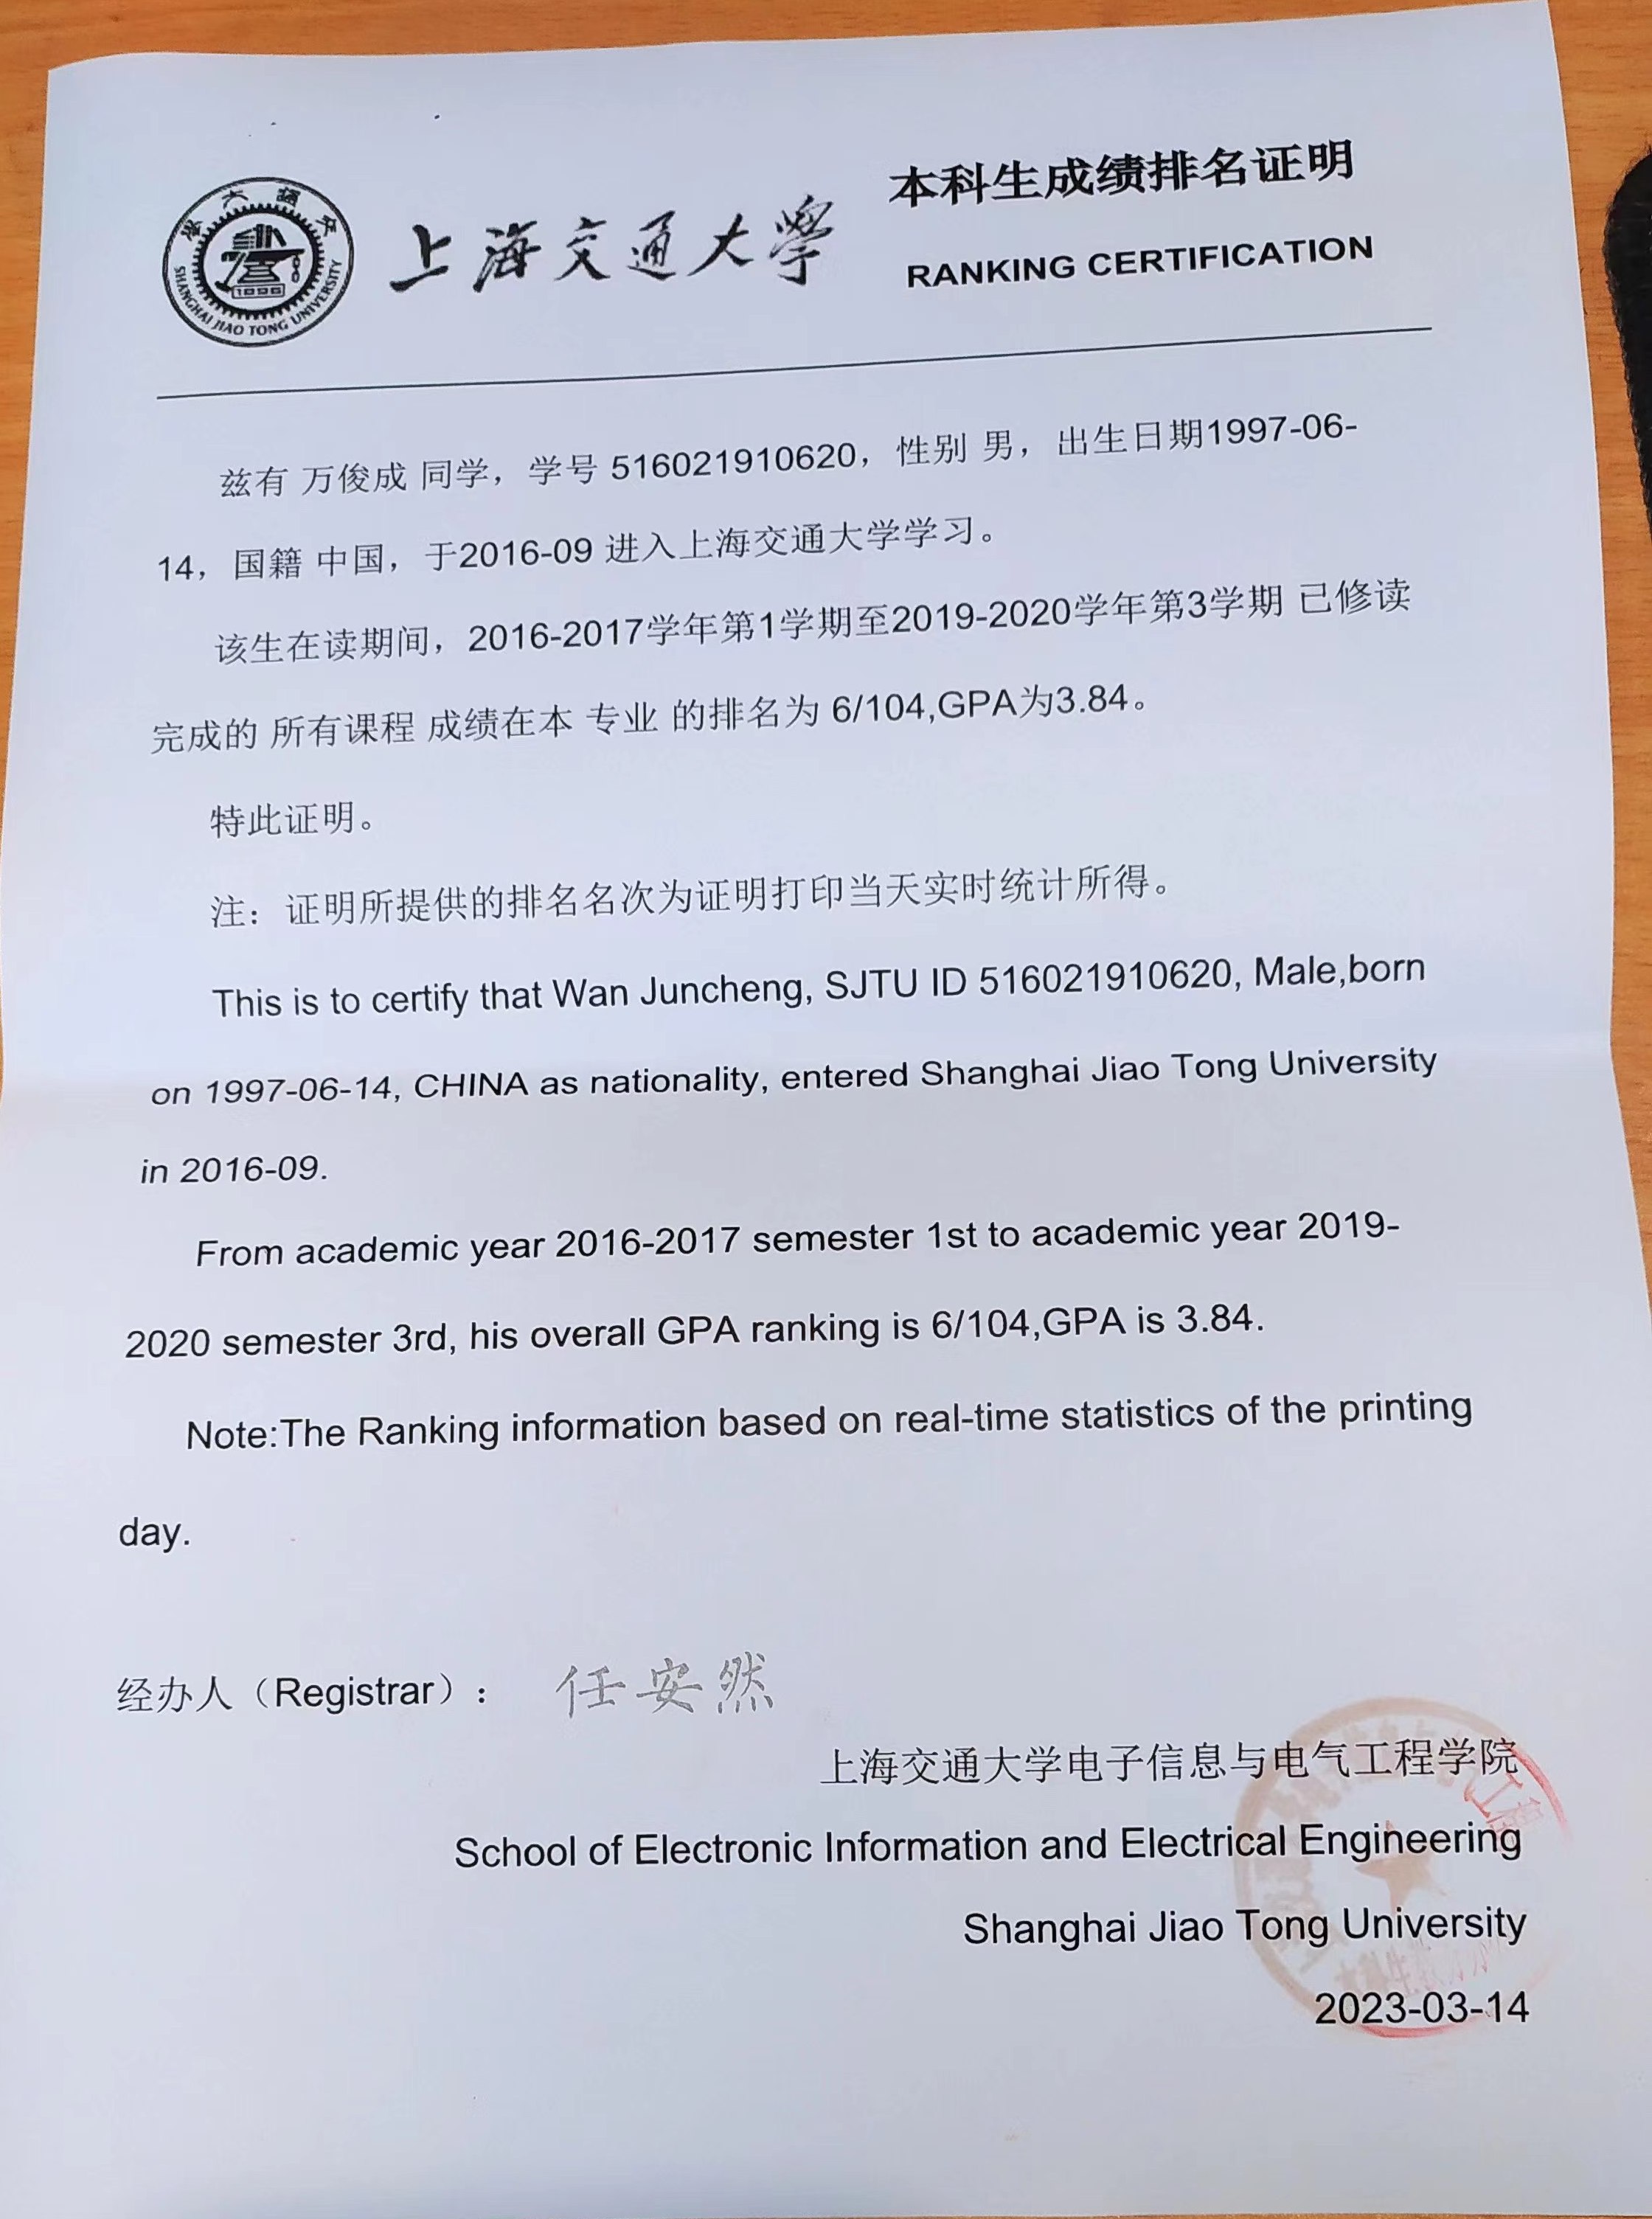 上海交通大學
本科生成绩排名证明
RANKING CERTIFICATION
SHANGHAI JIAO TONG UNIVERSITY
1896
兹有 万俊成 同学，学号 516021910620，性别 男，出生日期1997-06-
14，国籍 中国，于2016-09 进入上海交通大学学习。
该生在读期间，2016-2017学年第1学期至2019-2020学年第3学期 已修读
完成的 所有课程 成绩在本 专业 的排名为 6/104,GPA为3.84。
特此证明。
注：证明所提供的排名名次为证明打印当天实时统计所得。
This is to certify that Wan Juncheng, SJTU ID 516021910620, Male,born
on 1997-06-14, CHINA as nationality, entered Shanghai Jiao Tong University
in 2016-09.
From academic year 2016-2017 semester 1st to academic year 2019-
2020 semester 3rd, his overall GPA ranking is 6/104,GPA is 3.84.
Note:The Ranking information based on real-time statistics of the printing
day.
经办人（Registrar）： 任安然
上海交通大学电子信息与电气工程学院
School of Electronic Information and Electrical Engineering
Shanghai Jiao Tong University
2023-03-14